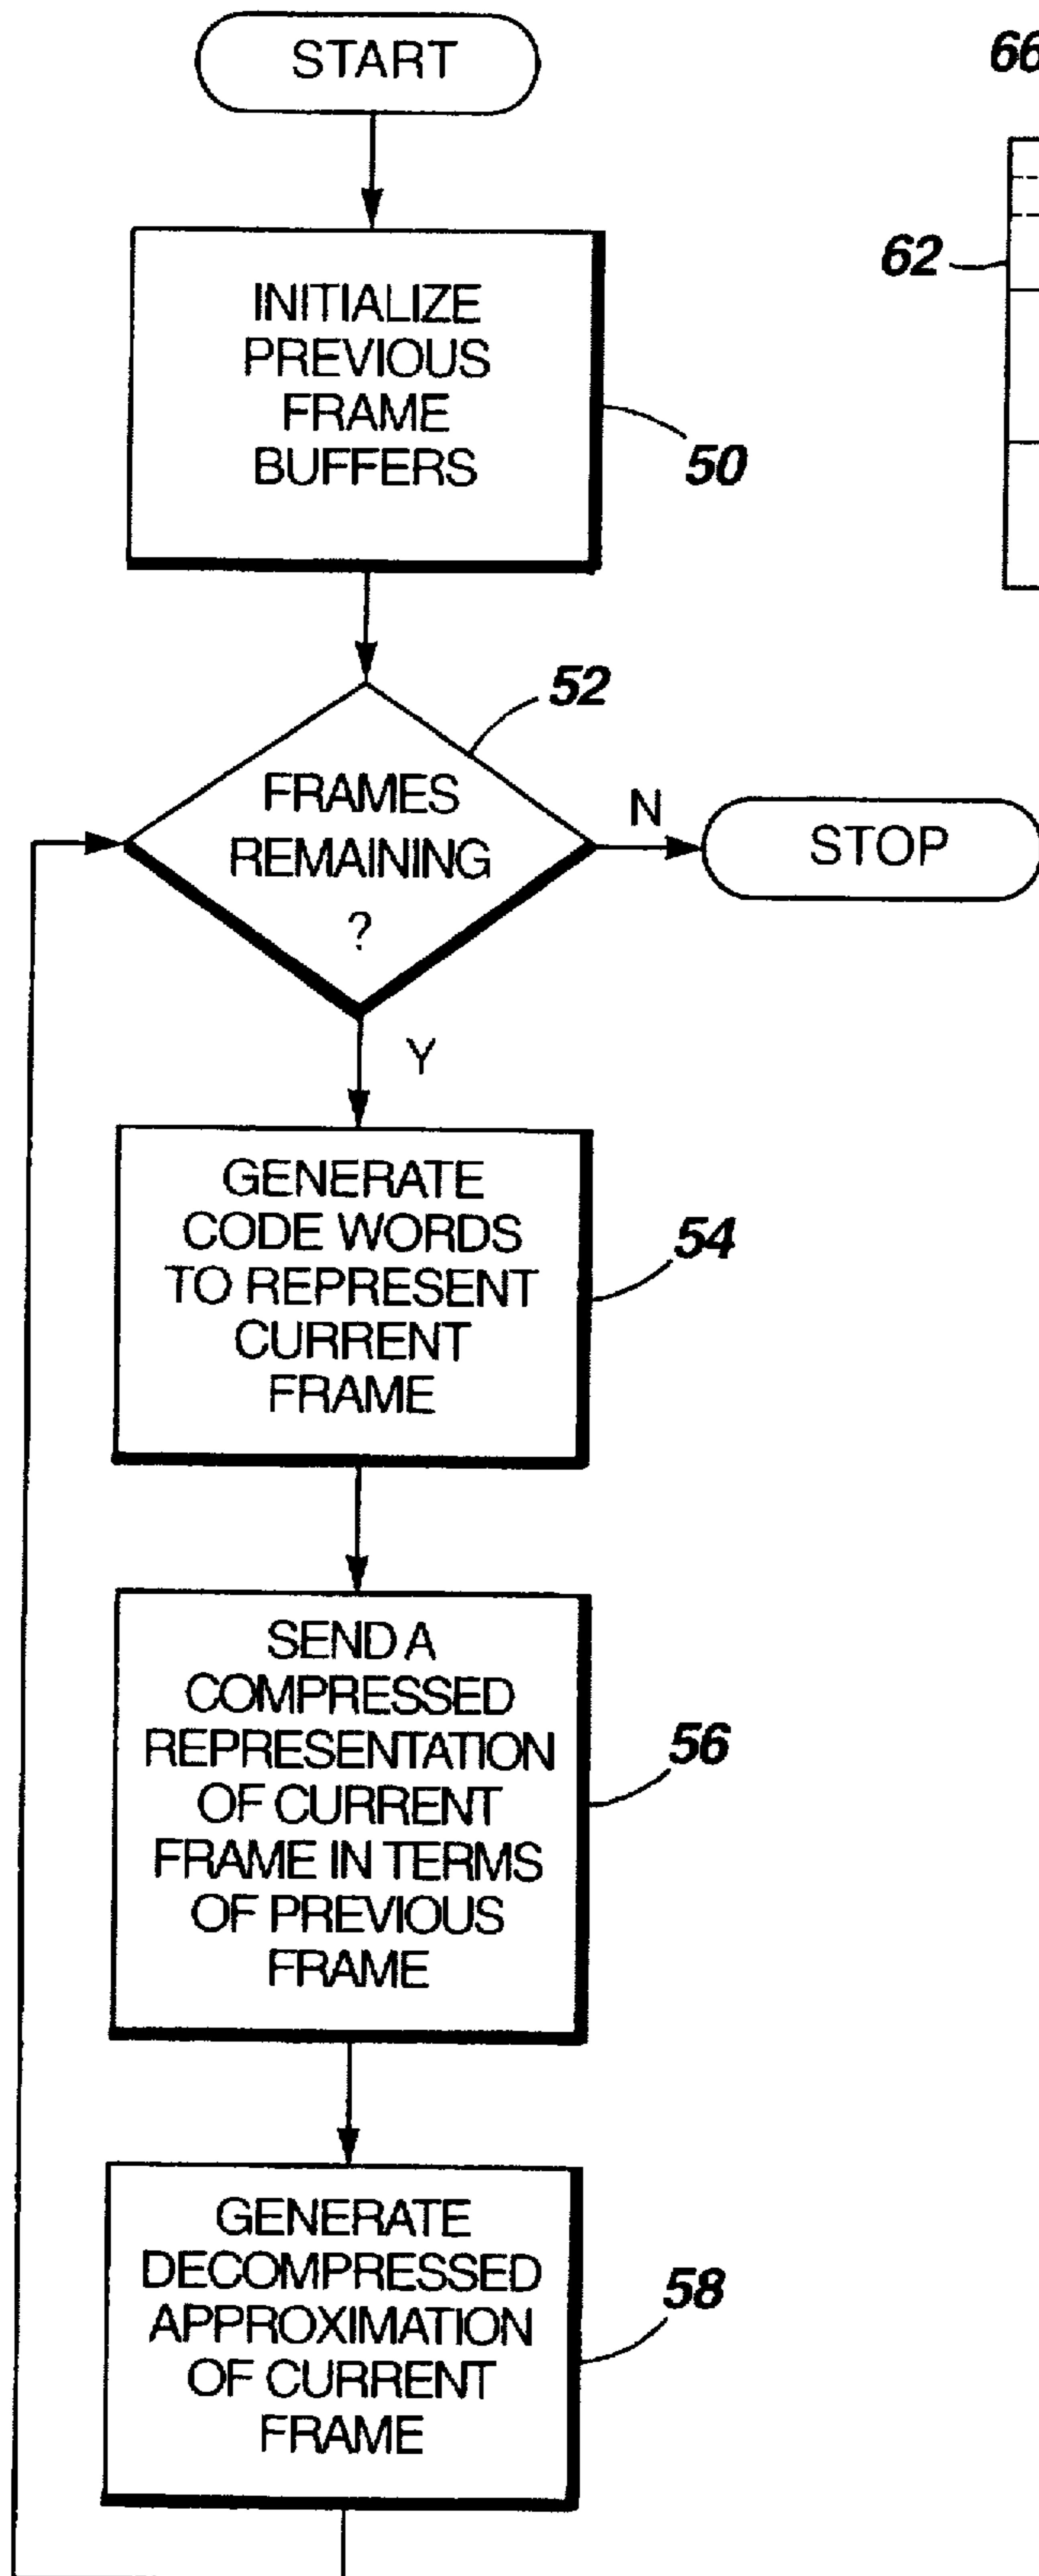 START
66
62
INITIALIZE
PREVIOUS
FRAME
BUFFERS
50
52
FRAMES
REMAINING
?
N
STOP
Y
GENERATE
CODE WORDS
TO REPRESENT
CURRENT
FRAME
54
SEND A
COMPRESSED
REPRESENTATION
OF CURRENT
FRAME IN TERMS
OF PREVIOUS
FRAME
56
GENERATE
DECOMPRESSED
APPROXIMATION
OF CURRENT
FRAME
58